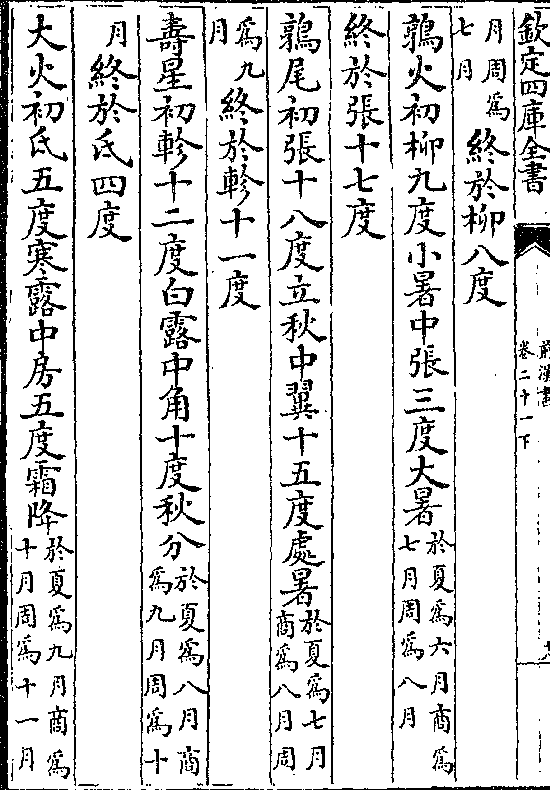 欽定四庫全書
前漢書
卷二十一下
月周爲
七月
終於柳八度
鶉火初柳九度小暑中張三度大暑於夏爲六月商爲
七月周爲八月
終於張十七度
鶉尾初張十八度立秋中翼十五度處暑於夏爲七月
商爲八月周
爲九
月
終於軫十一度
壽星初軫十二度白露中角十度秋分於夏爲八月商
爲九月周爲十
月終於氐四度
大火初氐五度寒露中房五度霜降於夏爲九月商爲
十月周爲十一月